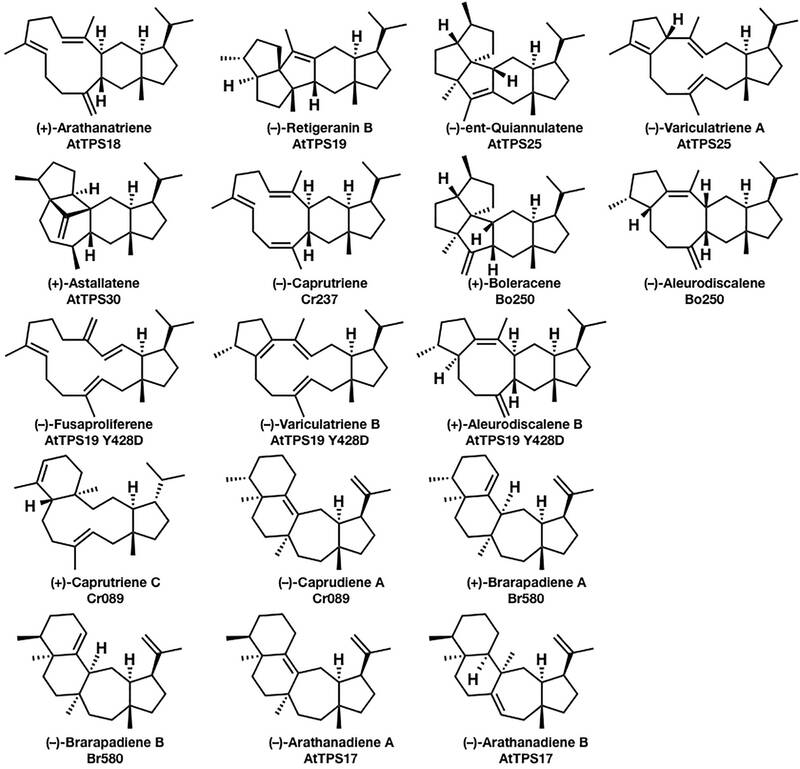 H H
H
(+)-Arathanatriene
AtTPS18
H
H
H
(–)-Retigeranin B
AtTPS19
H
H
H
(–)-ent-Quiannulatene
AtTPS25
H
H
(–)-Variculatriene A
AtTPS25
H
H
H
(+)-Astallatene
AtTPS30
H H
H
(–)-Caprutriene
Cr237
H
H
H
H
(+)-Boleracene
Bo250
H H
H
H
(–)-Aleurodiscalene
Bo250
H
(–)-Fusaproliferene
AtTPS19 Y428D
H
(–)-Variculatriene B
AtTPS19 Y428D
H H
H
H
(+)-Aleurodiscalene B
AtTPS19 Y428D
H
H
(+)-Caprutriene C
Cr089
H
(–)-Caprudiene A
Cr089
H
H
(+)-Brarapadiene A
Br580
H
H
(–)-Brarapadiene B
Br580
H
(–)-Arathanadiene A
AtTPS17
H
H
(–)-Arathanadiene B
AtTPS17